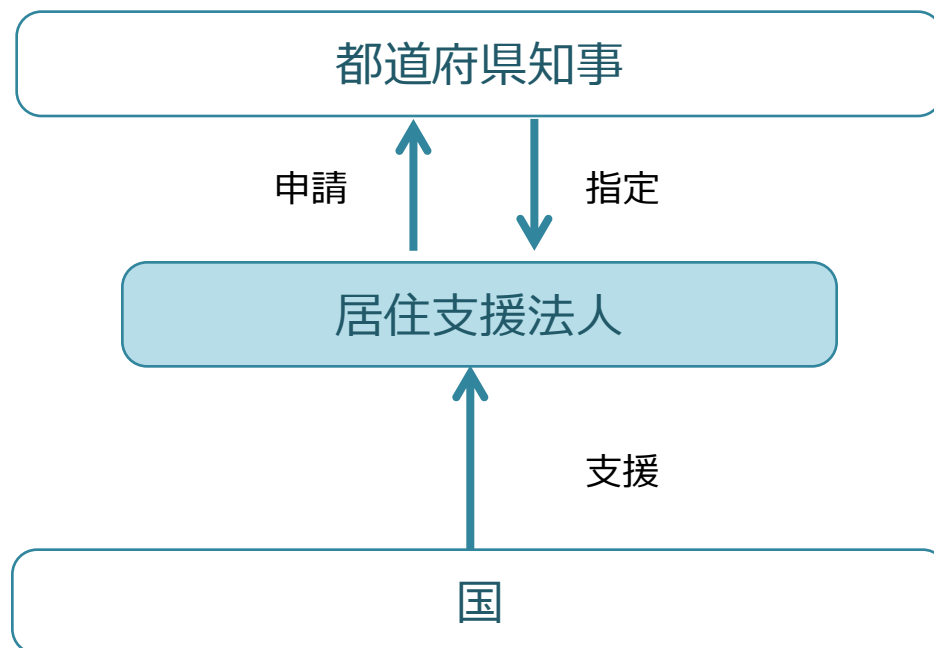 都道府県知事
申請
指定
居住支援法人
支援
国